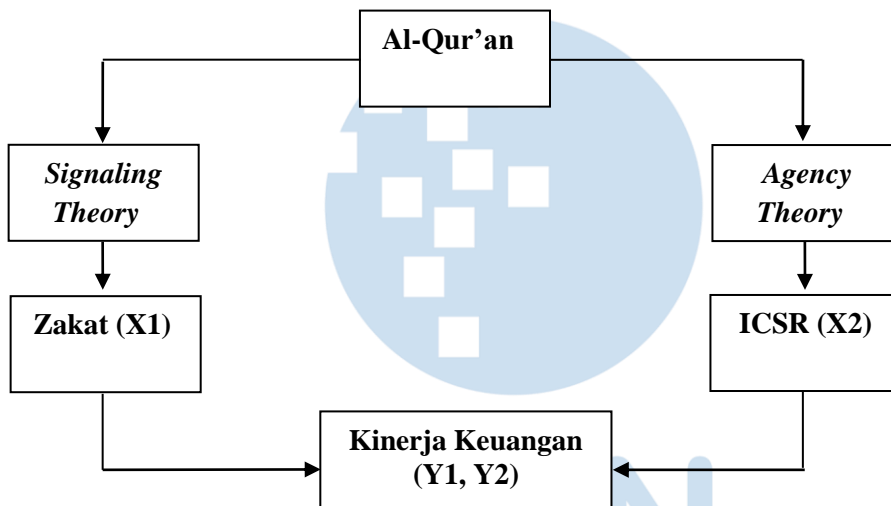 Al-Qur’an
Signaling
Theory
Agency
Theory
Zakat (X1)
ICSR (X2)
Kinerja Keuangan
(Y1, Y2)